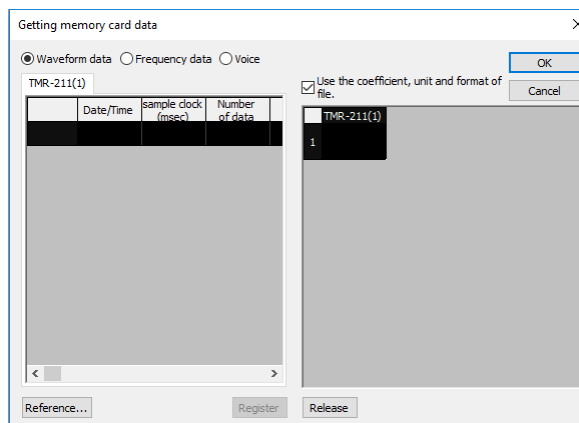 Getting memory card data
Waveform data Frequency data Voice
OK
TMR-211(1)
Use the coefficient, unit and format of
file.
Cancel
Date/Time sample clock Number
(msec) of data
TMR-211(1)
1
Reference... Register Release